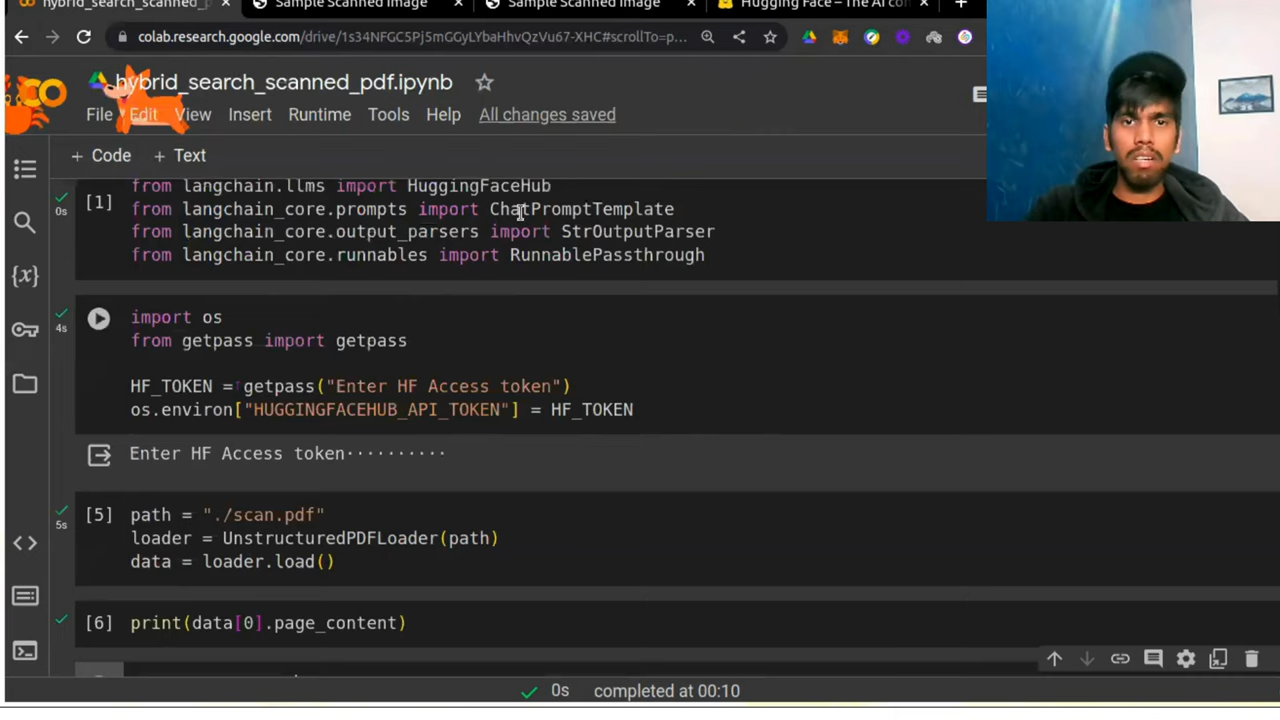 hybrid_search_scanned_p
Sample Scanned Image
Sample Scanned Image
Hugging Face – The AI co
colab.research.google.com/drive/1s34NFGC5Pj5mGGyLYbaHhvQzVu67-XHC#scrollTo=p...
hybrid_search_scanned_pdf.ipynb
File Edit View Insert Runtime Tools Help All changes saved
+ Code + Text
from langchain.llms import HuggingFaceHub
[1] from langchain_core.prompts import ChatPromptTemplate
0s
from langchain_core.output_parsers import StrOutputParser
from langchain_core.runnables import RunnablePassthrough
import os
4s
from getpass import getpass
HF_TOKEN = getpass("Enter HF Access token")
os.environ["HUGGINGFACEHUB_API_TOKEN"] = HF_TOKEN
Enter HF Access token··········
[5] path = "./scan.pdf"
5s
loader = UnstructuredPDFLoader(path)
data = loader.load()
[6] print(data[0].page_content)
0s completed at 00:10